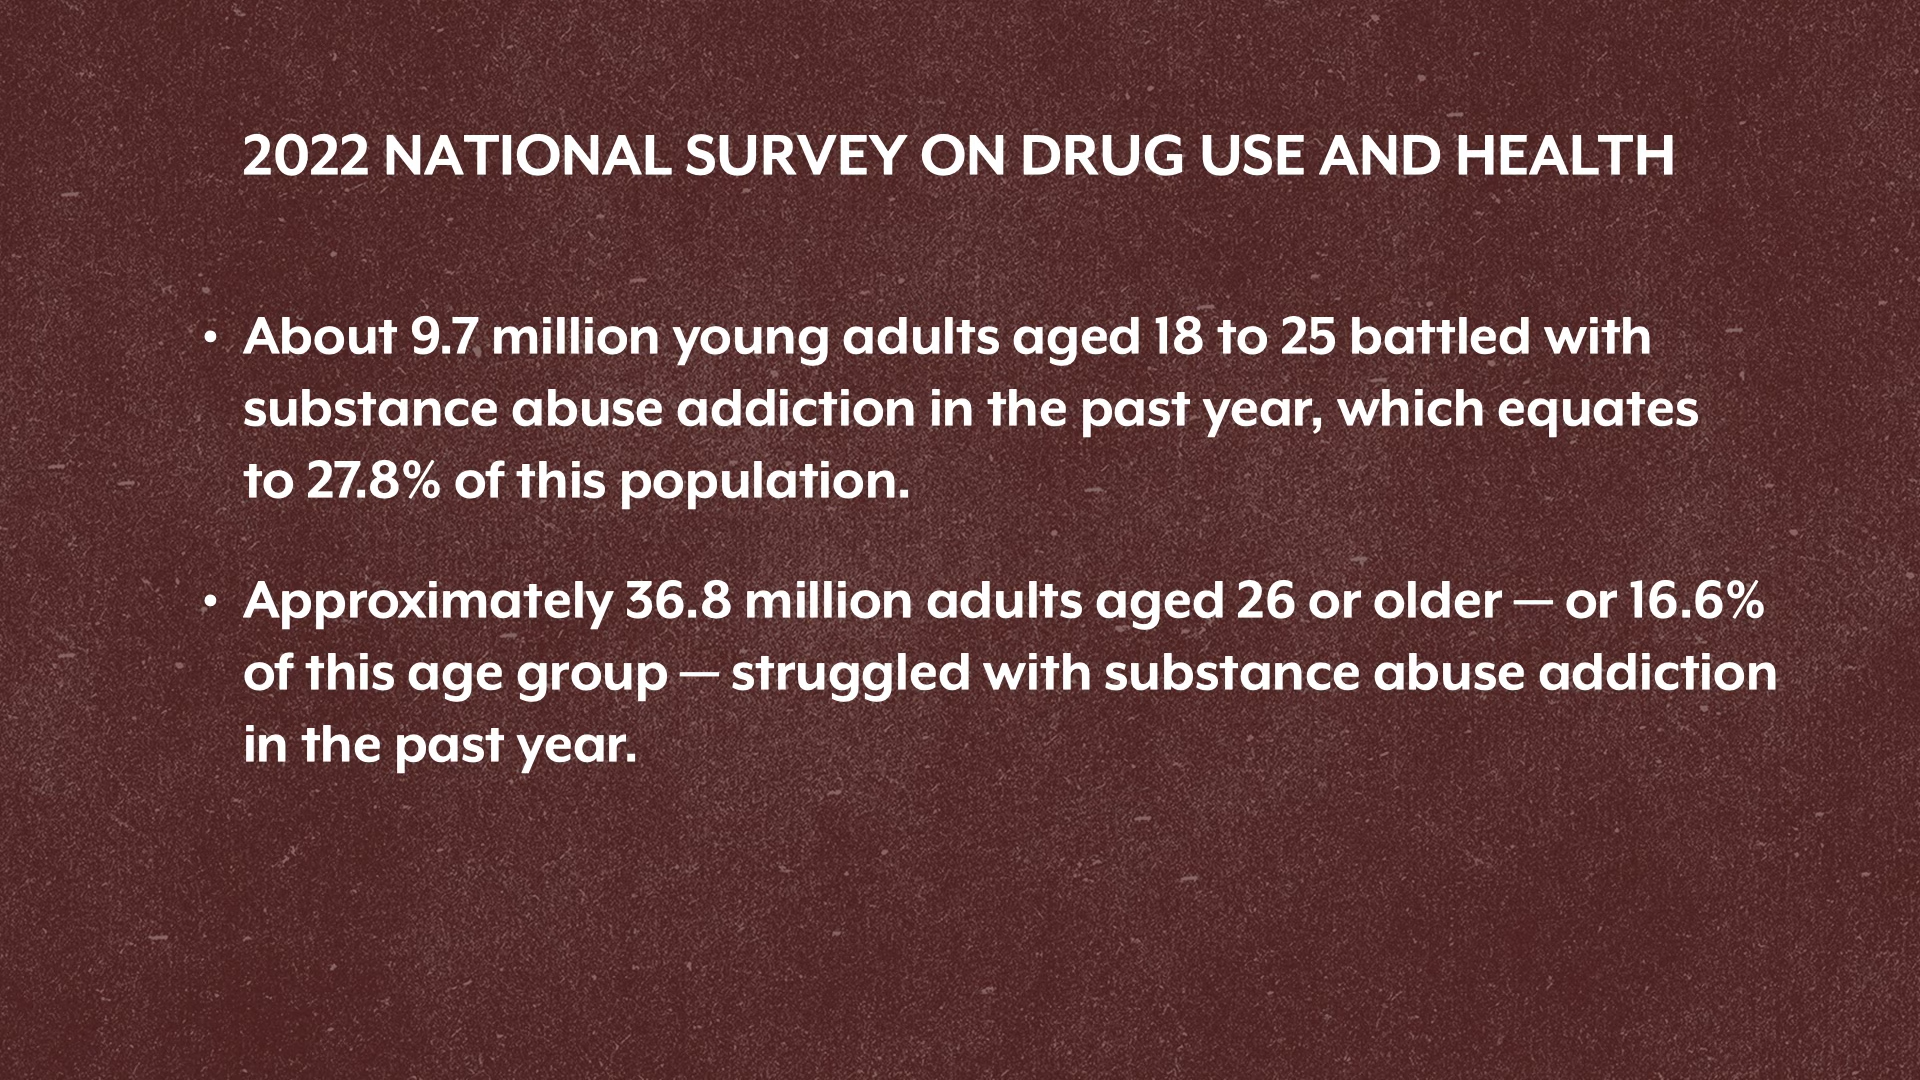 2022 NATIONAL SURVEY ON DRUG USE AND HEALTH
• About 9.7 million young adults aged 18 to 25 battled with
substance abuse addiction in the past year, which equates
to 27.8% of this population.
• Approximately 36.8 million adults aged 26 or older — or 16.6%
of this age group — struggled with substance abuse addiction
in the past year.